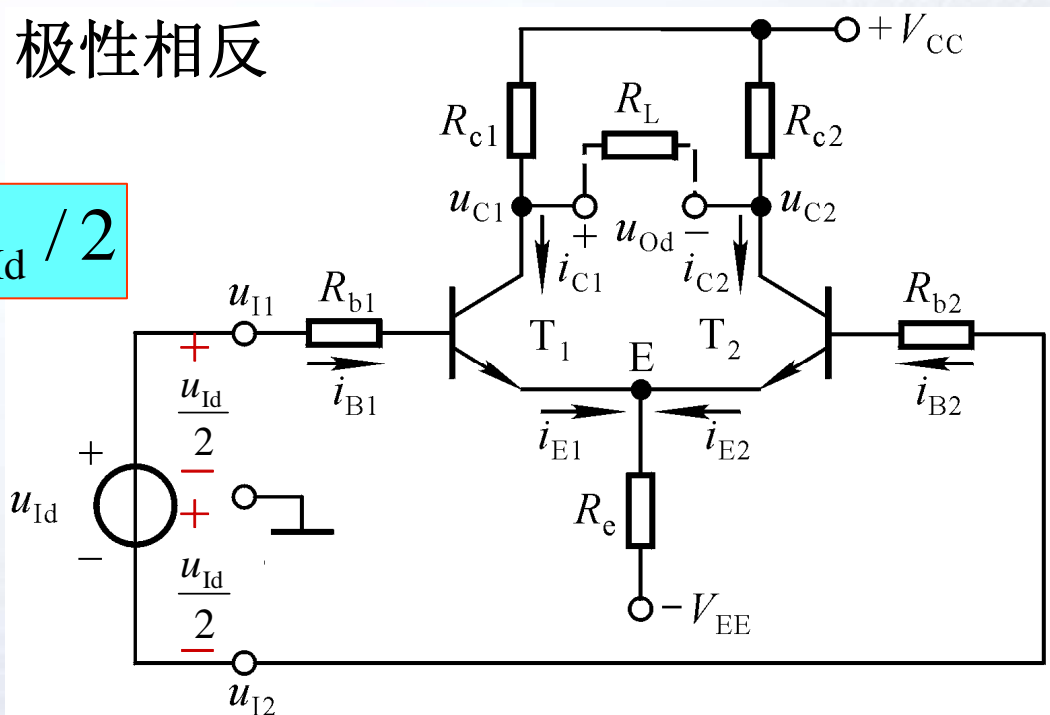 极性相反
+V_CC
R_c1
R_L
R_c2
u_C1
+
u_Od
−
u_C2
i_C1
i_C2
Id / 2
u_I1
R_b1
T_1
T_2
R_b2
E
i_B1
i_B2
+
u_Id
2
−
i_E1
i_E2
+
u_Id
−
+
R_e
u_Id
2
−
−V_EE
u_I2